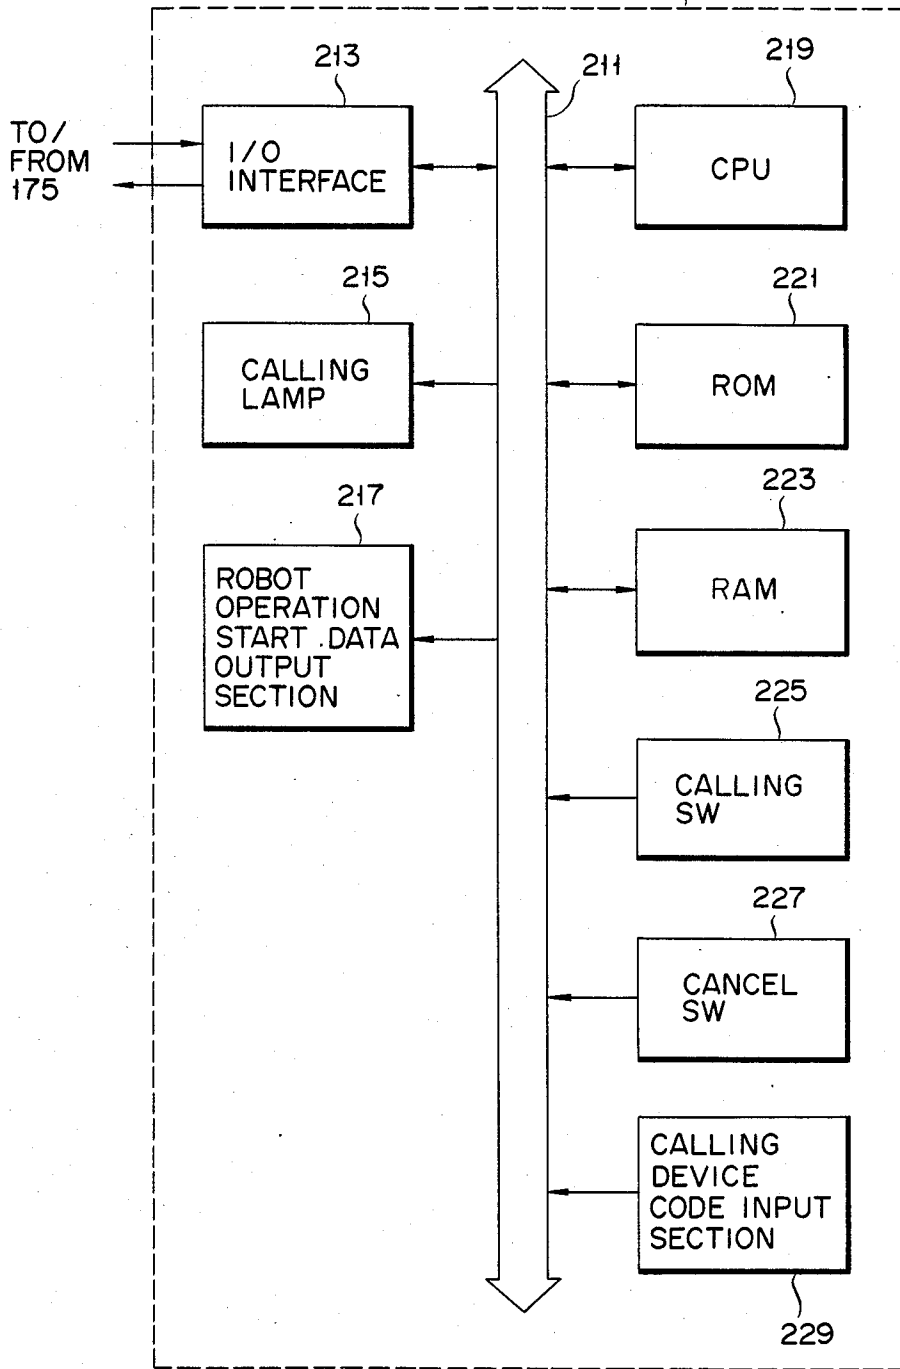 213
211
219
TO/
FROM
175
I/O
INTERFACE
CPU
215
221
CALLING
LAMP
ROM
217
223
ROBOT
OPERATION
START .DATA
OUTPUT
SECTION
RAM
225
CALLING
SW
227
CANCEL
SW
CALLING
DEVICE
CODE INPUT
SECTION
229